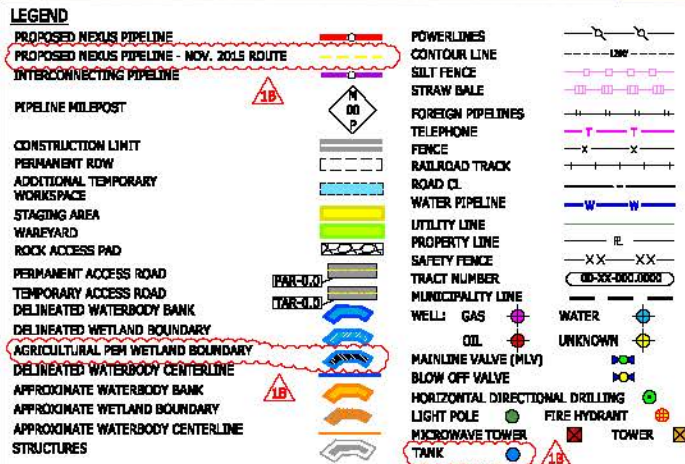 LEGEND
PROPOSED NEXUS PIPELINE
PROPOSED NEXUS PIPELINE - NOV. 2015 ROUTE
INTERCONNECTING PIPELINE
1B
PIPELINE MILEPOST
M
00
P
CONSTRUCTION LIMIT
PERMANENT ROW
ADDITIONAL TEMPORARY
WORKSPACE
STAGING AREA
WAREYARD
ROCK ACCESS PAD
PERMANENT ACCESS ROAD
PAR-0.0
TEMPORARY ACCESS ROAD
TAR-0.0
DELINEATED WATERBODY BANK
DELINEATED WETLAND BOUNDARY
AGRICULTURAL PEM WETLAND BOUNDARY
DELINEATED WATERBODY CENTERLINE
1B
APPROXIMATE WATERBODY BANK
APPROXIMATE WETLAND BOUNDARY
APPROXIMATE WATERBODY CENTERLINE
STRUCTURES
POWERLINES
CONTOUR LINE
SILT FENCE
STRAW BALE
FOREIGN PIPELINES
TELEPHONE T T
FENCE X X
RAILROAD TRACK
ROAD CL
WATER PIPELINE W W
UTILITY LINE
PROPERTY LINE
SAFETY FENCE XX XX
TRACT NUMBER 00-XX-000.0000
MUNICIPALITY LINE
WELL: GAS WATER
OIL UNKNOWN
MAINLINE VALVE (MLV)
BLOW OFF VALVE
HORIZONTAL DIRECTIONAL DRILLING
LIGHT POLE FIRE HYDRANT
MICROWAVE TOWER TOWER
TANK 1B